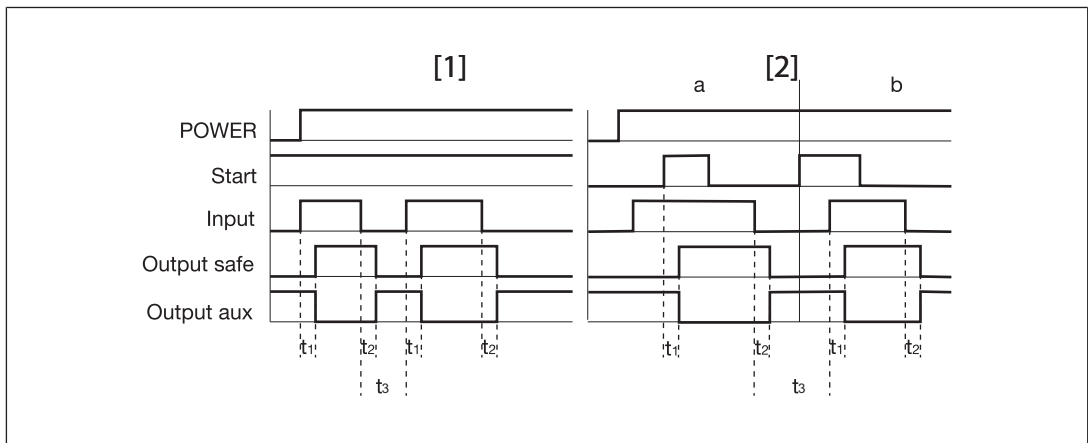 [1]
[2]
a
b
POWER
Start
Input
Output safe
Output aux
t1 t2 t1 t2 t1 t2 t1 t2
t3 t3